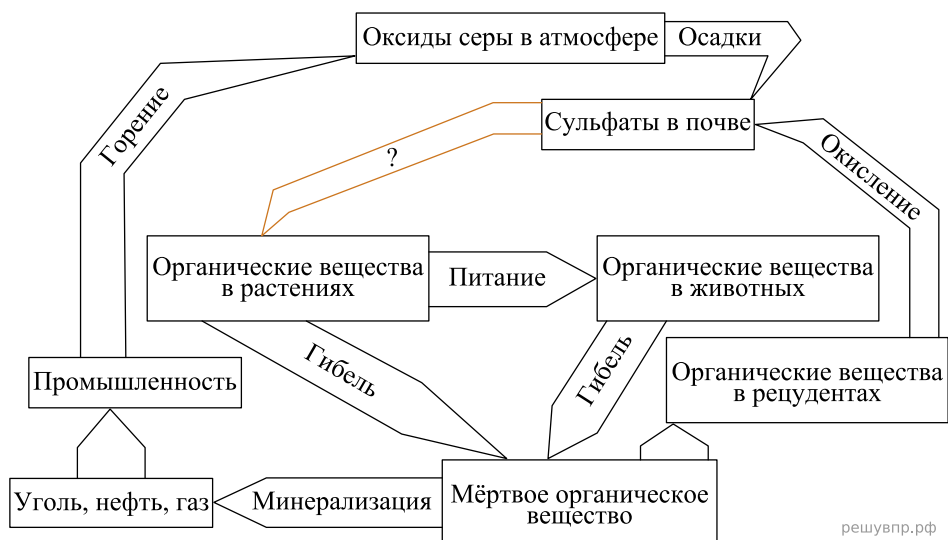 Оксиды серы в атмосфере
Осадки
Сульфаты в почве
Горение
?
Окисление
Органические вещества
в растениях
Питание
Органические вещества
в животных
Гибель
Гибель
Промышленность
Органические вещества
в рецудентах
Уголь, нефть, газ
Минерализация
Мёртвое органическое
вещество
решувпр.рф